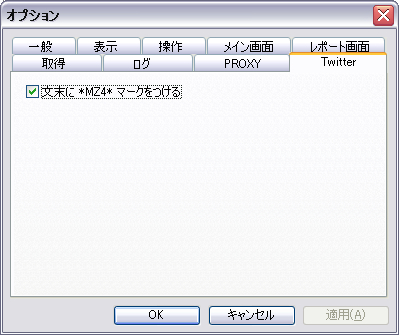 オプション
一般 表示 操作 メイン画面 レポート画面
取得 ログ PROXY Twitter
文末に *MZ4* マークをつける
OK キャンセル 適用(A)